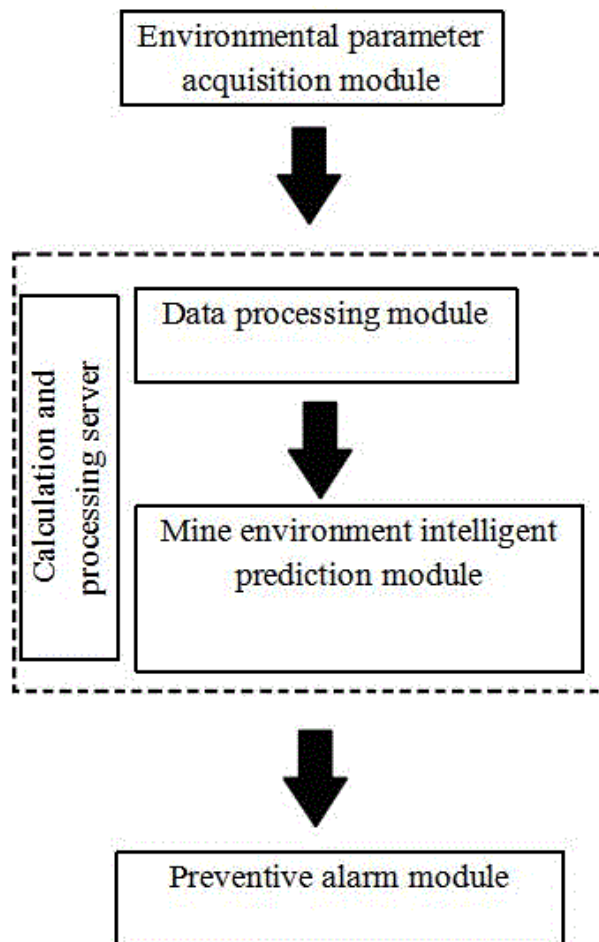 Environmental parameter
acquisition module
Data processing module
Calculation and
processing server
Mine environment intelligent
prediction module
Preventive alarm module